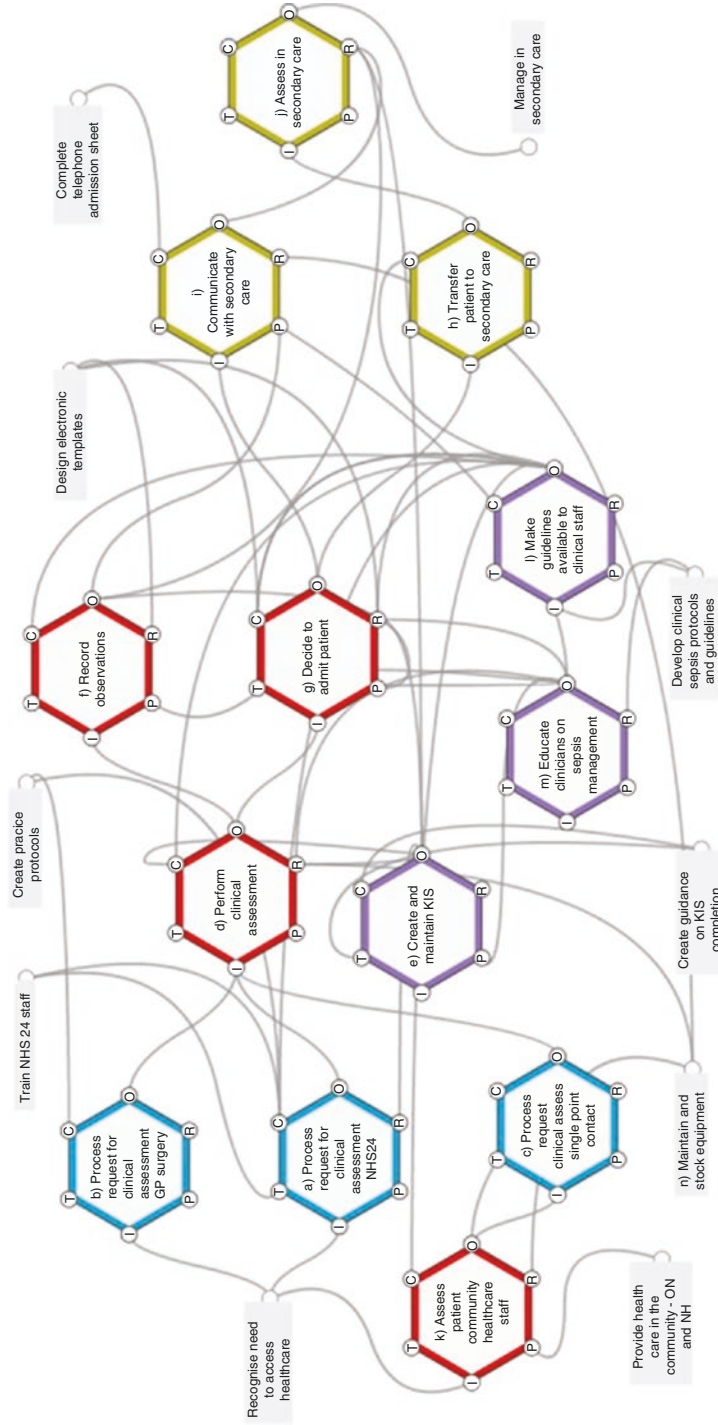 Complete
telephone
admission sheet
Design electronic
templates
Create pracice
protocols
Train NHS 24 staff
Recognise need
to access
healthcare
T
C
I
O
P
R
b) Process
request for
clinical
assessment
GP surgery
T
C
I
O
P
R
a) Process
request for
clinical
assessment
NHS24
T
C
I
O
P
R
c) Process
request
clinical assess
single point
contact
T
C
I
O
P
R
k) Assess
patient
community
healthcare
staff
T
C
I
O
P
R
d) Perform
clinical
assessment
T
C
I
O
P
R
e) Create and
maintain KIS
T
C
I
O
P
R
f) Record
observations
T
C
I
O
P
R
g) Decide to
admit patient
T
C
I
O
P
R
m) Educate
clinicians on
sepsis
management
T
C
I
O
P
R
l) Make
guidelines
available to
clinical staff
T
C
I
O
P
R
i)
Communicate
with secondary
care
T
C
I
O
P
R
h) Transfer
patient to
secondary care
T
C
I
O
P
R
j) Assess in
secondary care
Provide health
care in the
community - ON
and NH
n) Maintain and
stock equipment
Create guidance
on KIS
completion
Develop clinical
sepsis protocols
and guidelines
Manage in
secondary care